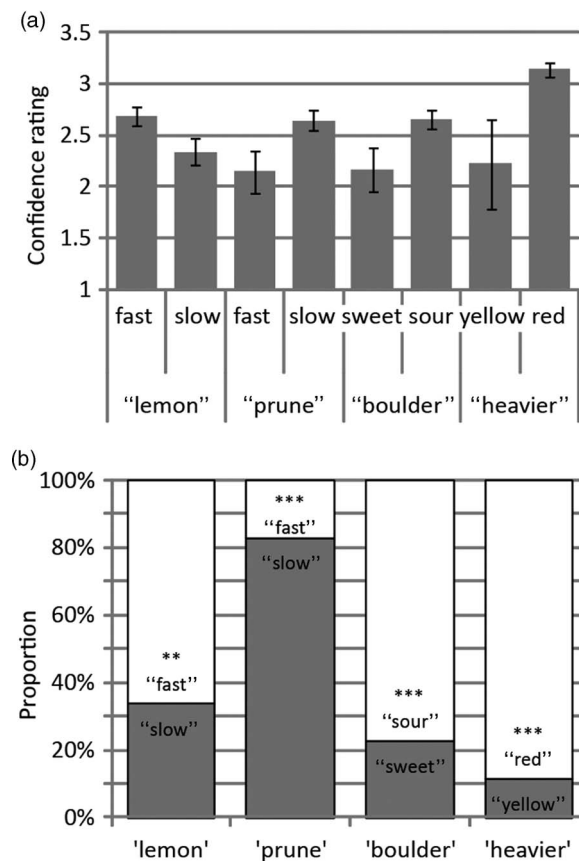 (a)
Confidence rating
3.5
3
2.5
2
1.5
1
fast slow fast slow sweet sour yellow red
“lemon” “prune” “boulder” “heavier”
(b)
Proportion
100%
80%
60%
40%
20%
0%
**
“fast”
“slow”
***
“fast”
“slow”
***
“sour”
“sweet”
***
“red”
“yellow”
'lemon' 'prune' 'boulder' 'heavier'